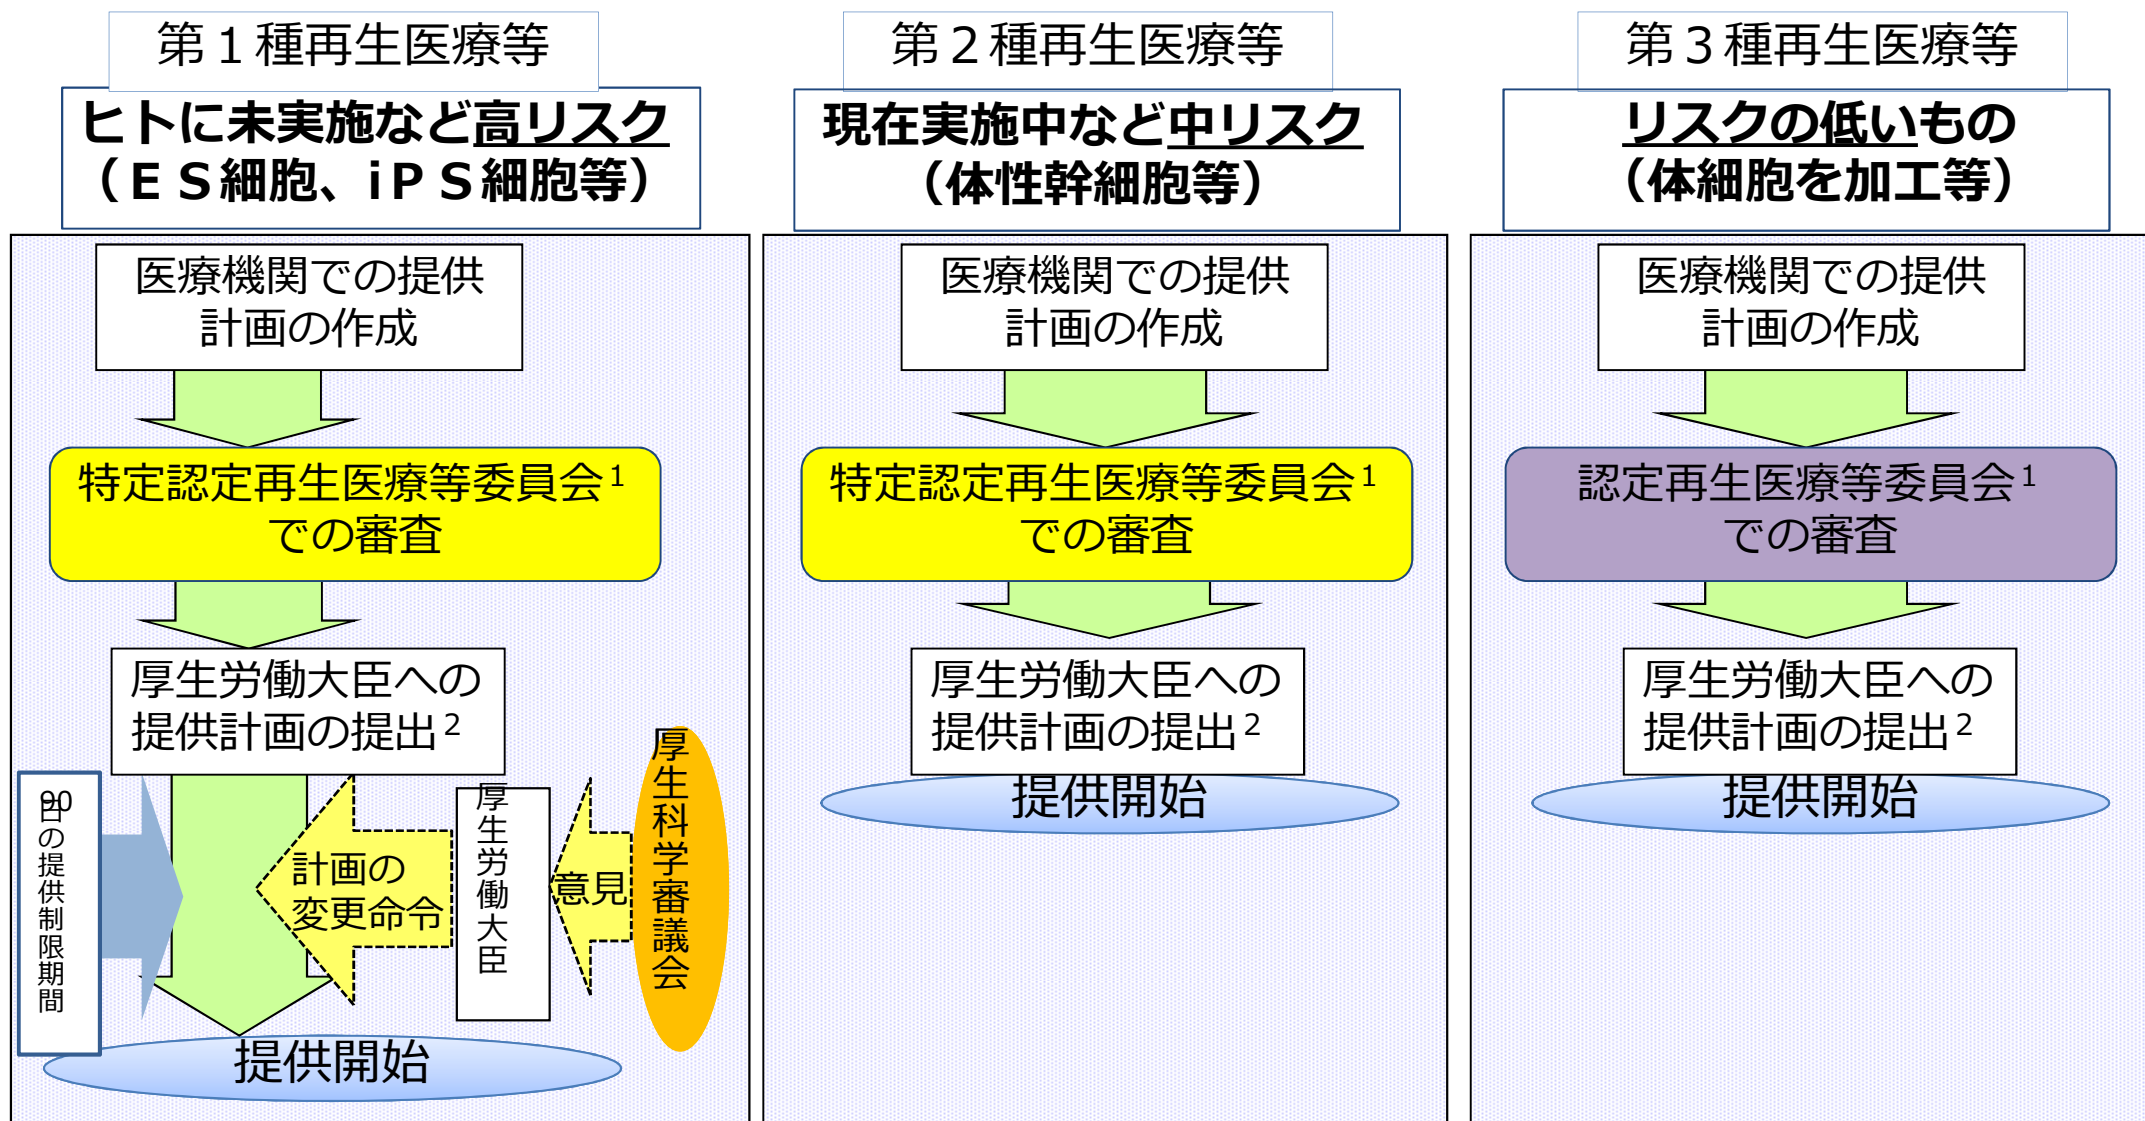 第１種再生医療等
ヒトに未実施など高リスク
（ＥＳ細胞、iＰＳ細胞等）
医療機関での提供
計画の作成
特定認定再生医療等委員会1
での審査
厚生労働大臣への
提供計画の提出2
90日の提供制限期間
計画の
変更命令
厚生労働大臣
意見
厚生科学審議会
提供開始
第２種再生医療等
現在実施中など中リスク
（体性幹細胞等）
医療機関での提供
計画の作成
特定認定再生医療等委員会1
での審査
厚生労働大臣への
提供計画の提出2
提供開始
第３種再生医療等
リスクの低いもの
（体細胞を加工等）
医療機関での提供
計画の作成
認定再生医療等委員会1
での審査
厚生労働大臣への
提供計画の提出2
提供開始